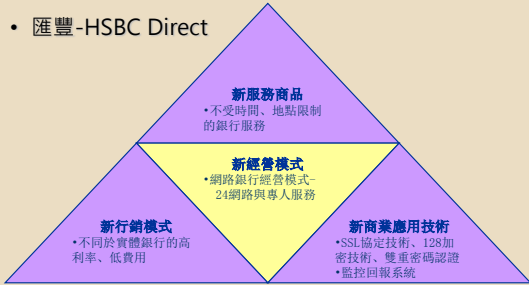 • 匯豐-HSBC Direct
新服務商品
•不受時間、地點限制
的銀行服務
新經營模式
•網路銀行經營模式-
24網路與專人服務
新行銷模式
•不同於實體銀行的高
利率、低費用
新商業應用技術
•SSL協定技術、128加
密技術、雙重密碼認證
•監控回報系統